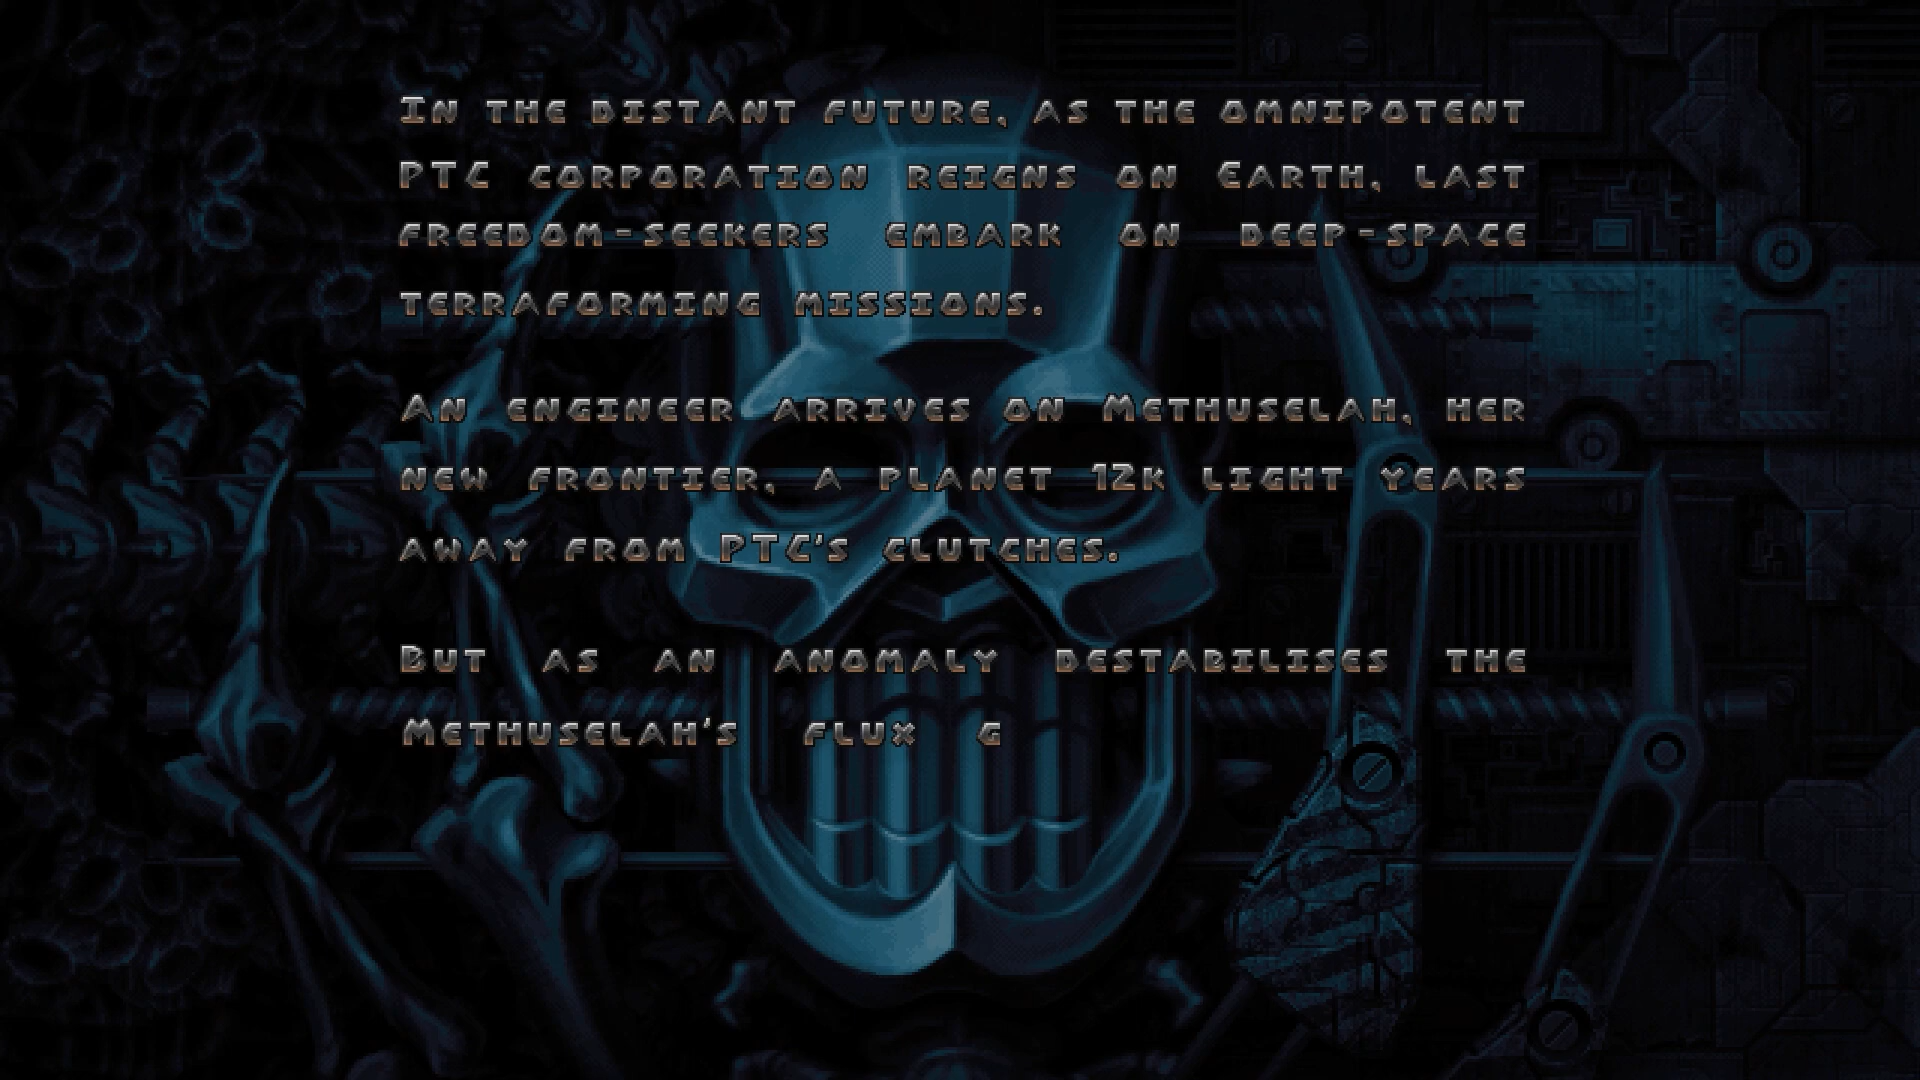 In the distant future, as the omnipotent
PTC corporation reigns on Earth, last
freedom-seekers embark on deep-space
terraforming missions.
An engineer arrives on Methuselah, her
new frontier, a planet 12k light years
away from PTC's clutches.
But as an anomaly destabilises the
Methuselah's flux g